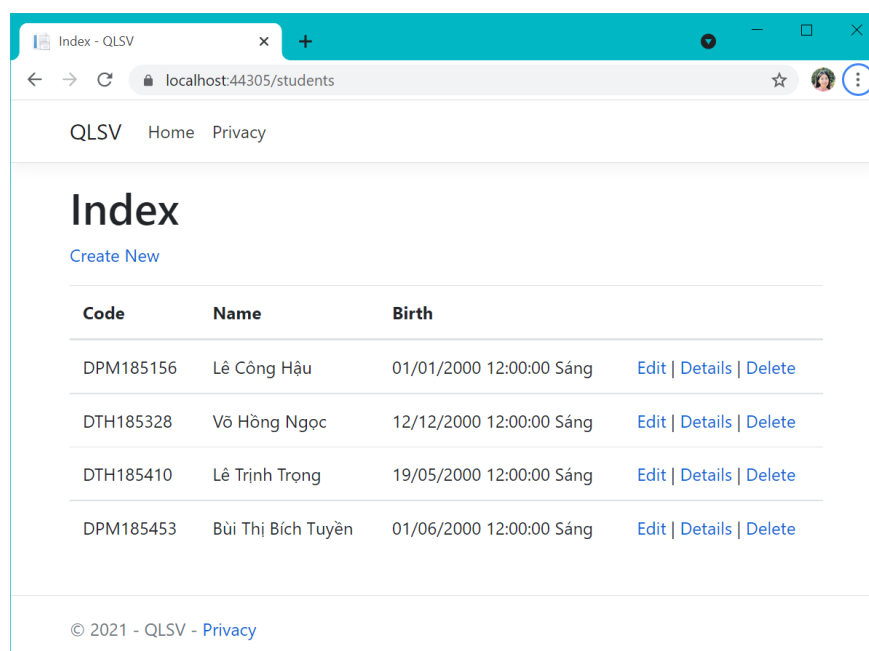 Index - QLSV
localhost:44305/students
QLSV Home Privacy
Index
Create New
Code Name Birth
DPM185156 Lê Công Hậu 01/01/2000 12:00:00 Sáng Edit | Details | Delete
DTH185328 Võ Hồng Ngọc 12/12/2000 12:00:00 Sáng Edit | Details | Delete
DTH185410 Lê Trịnh Trọng 19/05/2000 12:00:00 Sáng Edit | Details | Delete
DPM185453 Bùi Thị Bích Tuyền 01/06/2000 12:00:00 Sáng Edit | Details | Delete
© 2021 - QLSV - Privacy